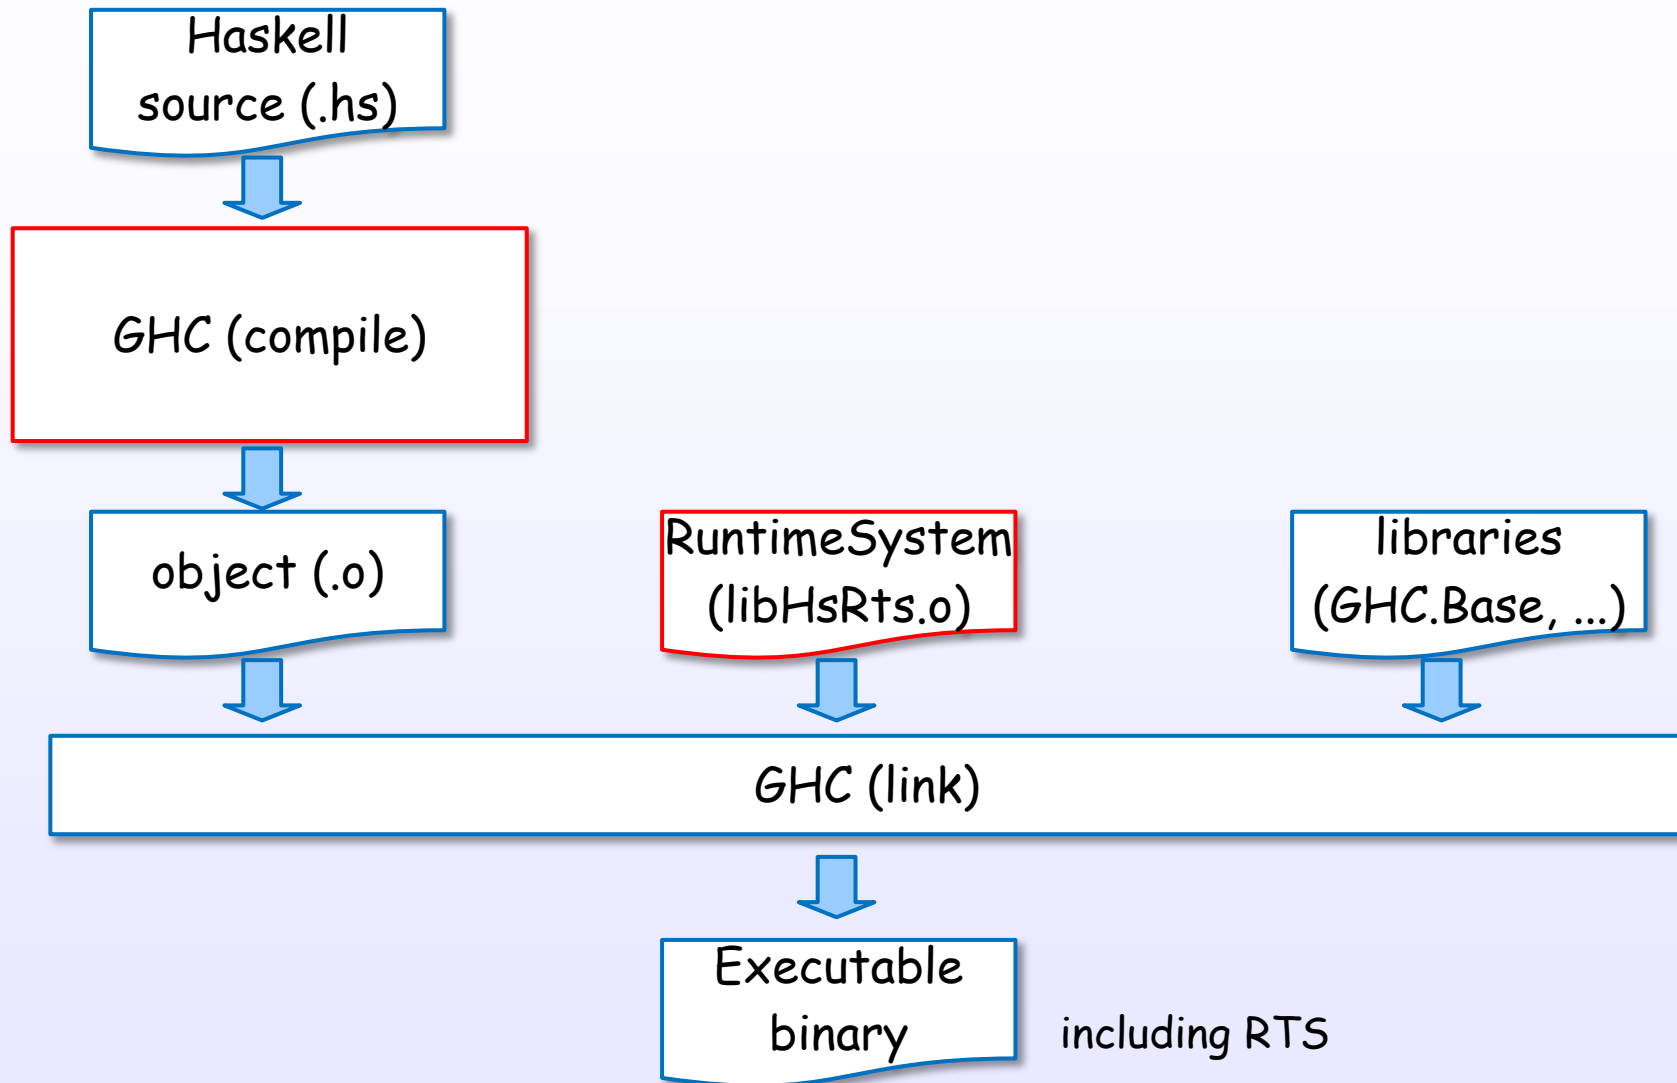 Haskell
source (.hs)
GHC (compile)
object (.o)
RuntimeSystem
(libHsRts.o)
libraries
(GHC.Base, ...)
GHC (link)
Executable
binary
including RTS